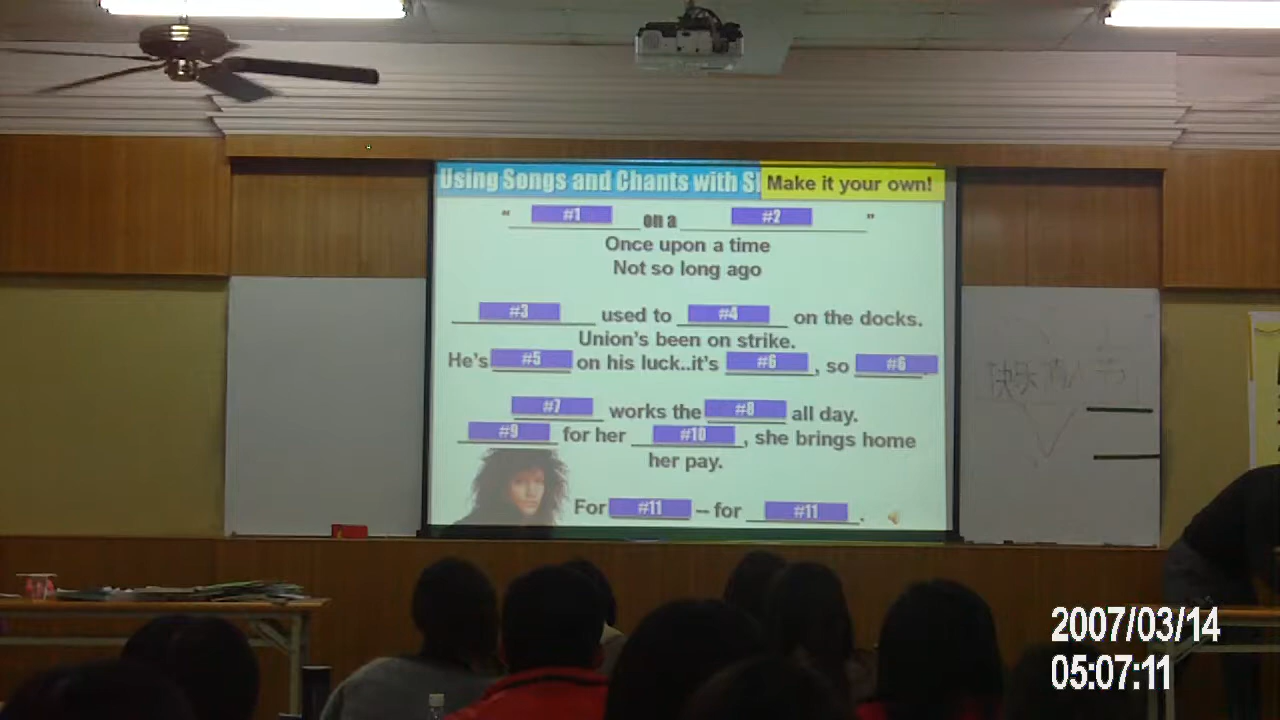 Using Songs and Chants with
Make it your own!
“ #1 on a #2 ”
Once upon a time
Not so long ago
#3 used to #4 on the docks.
Union's been on strike.
He's #5 on his luck..it's #6, so #6.
#7 works the #8 all day.
#9 for her #10, she brings home
her pay.
For #11 – for #11.
2007/03/14
05:07:11